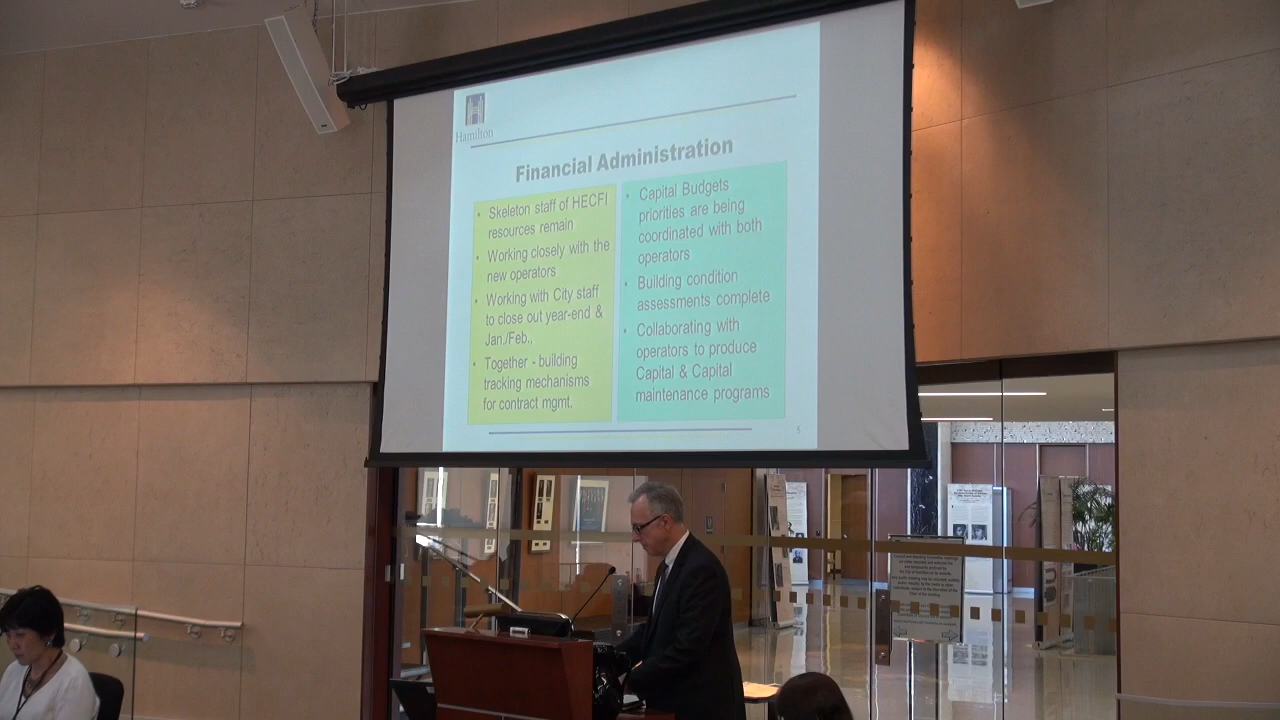 Hamilton
Financial Administration
• Skeleton staff of HECFI
resources remain
• Working closely with the
new operators
• Working with City staff
to close out year-end &
Jan./Feb.,
• Together - building
tracking mechanisms
for contract mgmt.
• Capital Budgets
priorities are being
coordinated with both
operators
• Building condition
assessments complete
• Collaborating with
operators to produce
Capital & Capital
maintenance programs
5